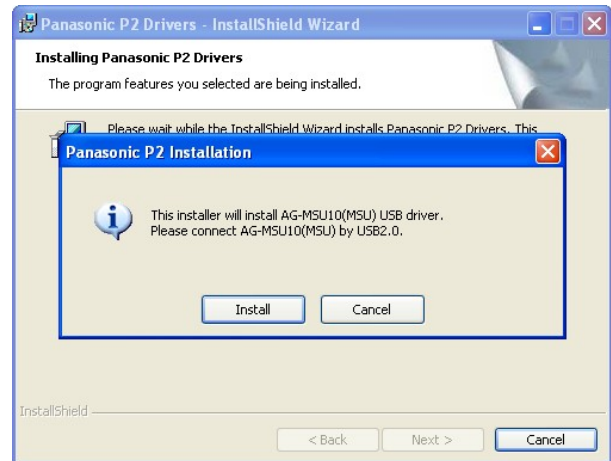 Panasonic P2 Drivers - InstallShield Wizard
Installing Panasonic P2 Drivers
The program features you selected are being installed.
Please wait while the InstallShield Wizard installs Panasonic P2 Drivers. This
Panasonic P2 Installation
This installer will install AG-MSU10(MSU) USB driver.
Please connect AG-MSU10(MSU) by USB2.0.
Install
Cancel
InstallShield
< Back
Next >
Cancel